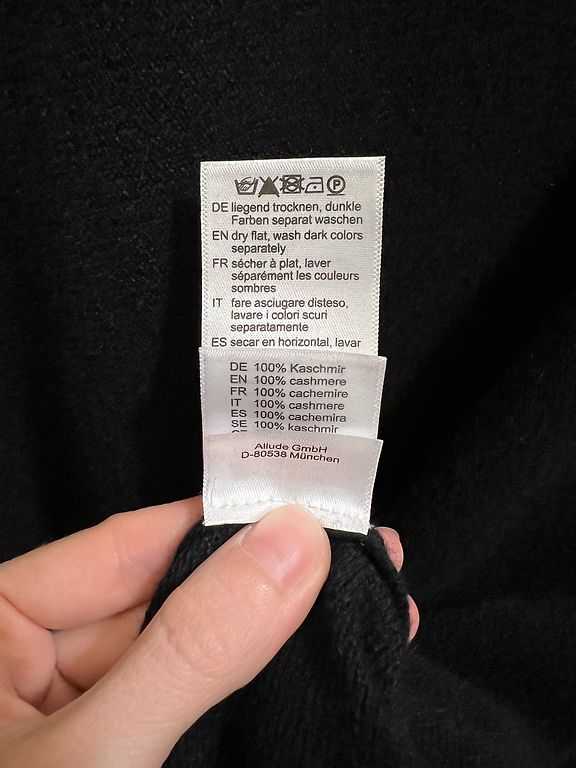 DE liegend trocknen, dunkle
Farben separat waschen
EN dry flat, wash dark colors
separately
FR sécher à plat, laver
séparément les couleurs
sombres
IT fare asciugare disteso,
lavare i colori scuri
separatamente
ES secar en horizontal, lavar
DE 100% Kaschmir
EN 100% cashmere
FR 100% cachemire
IT 100% cashmere
ES 100% cachemira
SE 100% kaschmir
Allude GmbH
D-80538 München